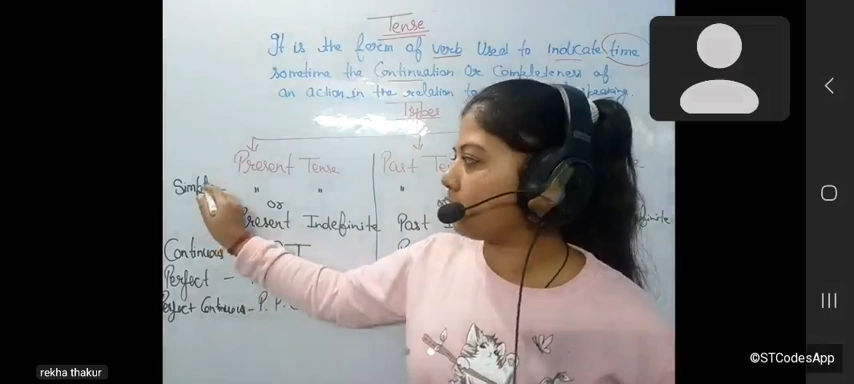 Tense
It is the form of verb used to indicate time
sometime the Continuation or Completeness of
an action in the relation to speaking.
Types
Present Tense Past
Simple - " " "
or
Present Indefinite Past
Continuous
Perfect -
Perfect Continuous - P. P.
rekha thakur
©STCodesApp